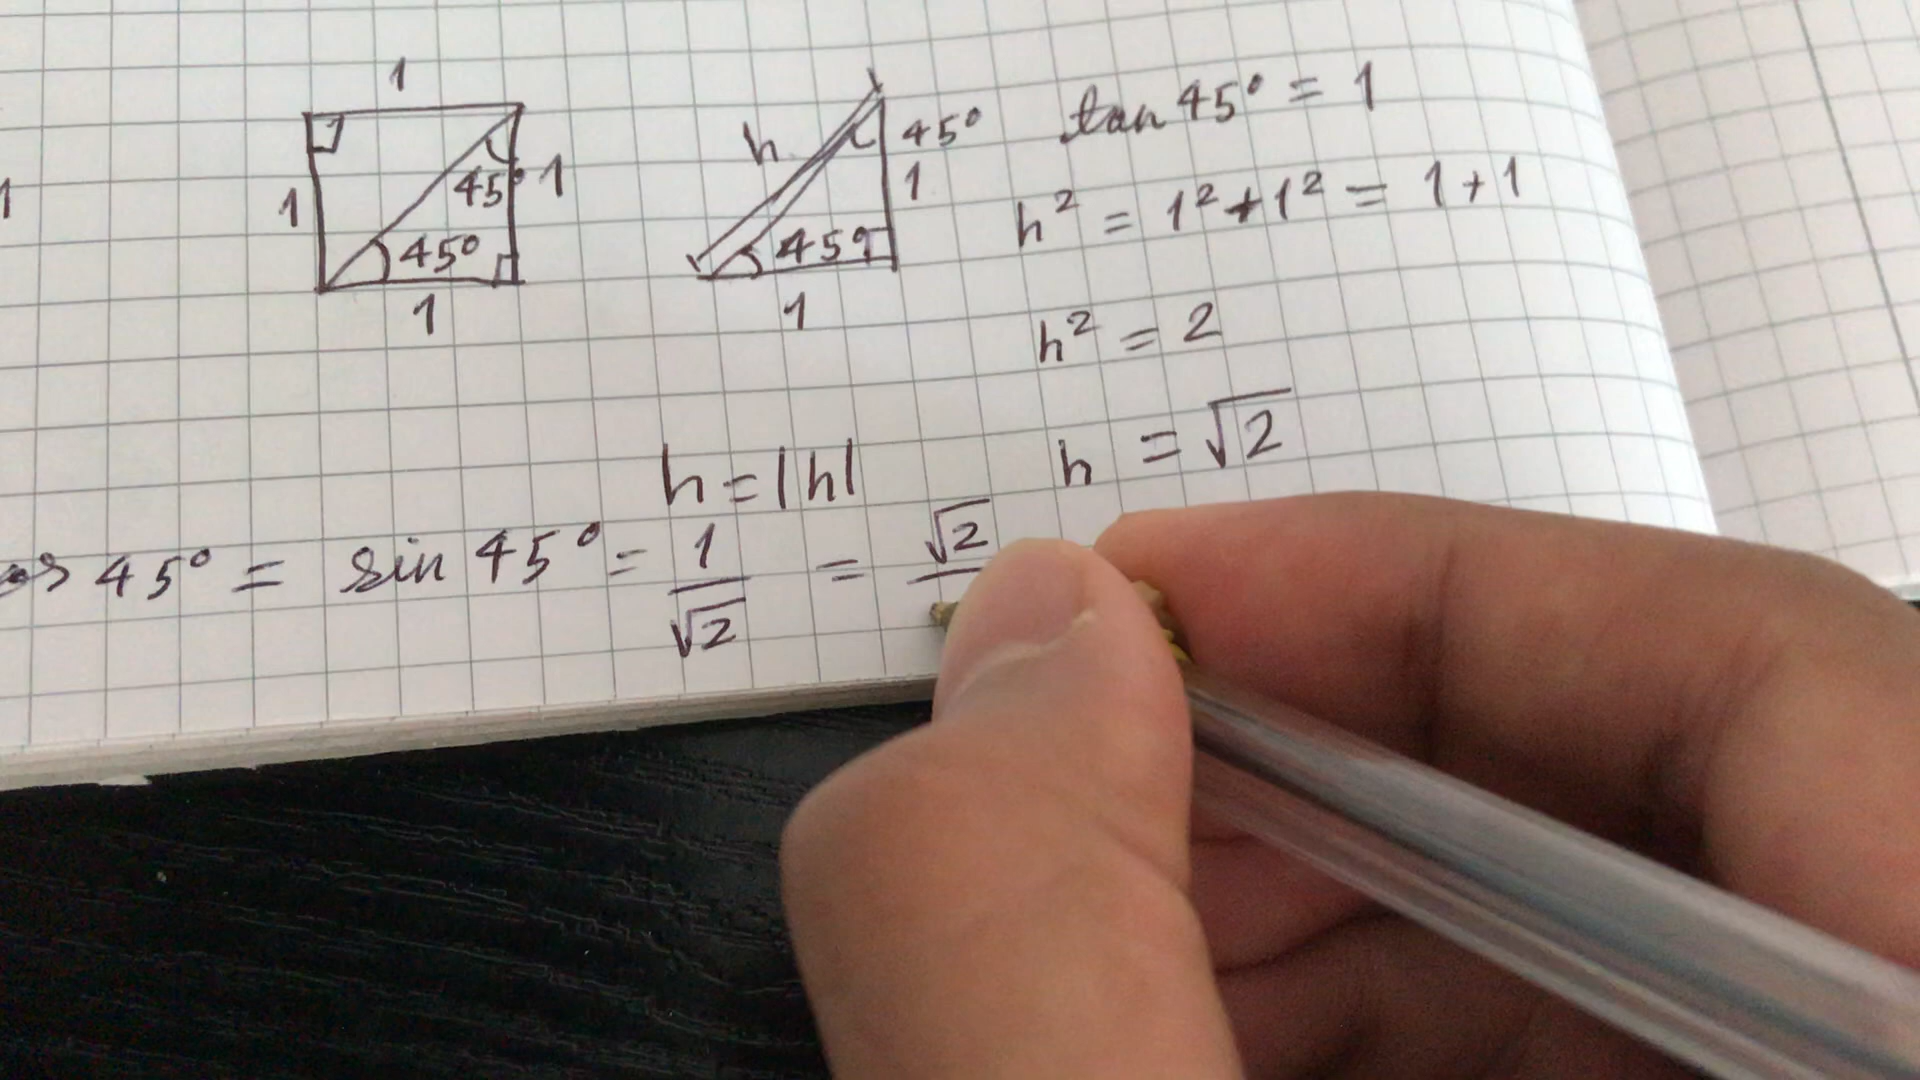 1
1
1
1
45°
45°
1
h
45°
1
45°
1
tan 45° = 1
h² = 1² + 1² = 1 + 1
h² = 2
h = √2
h = |h|
45° = sin 45° = 1/√2 = √2